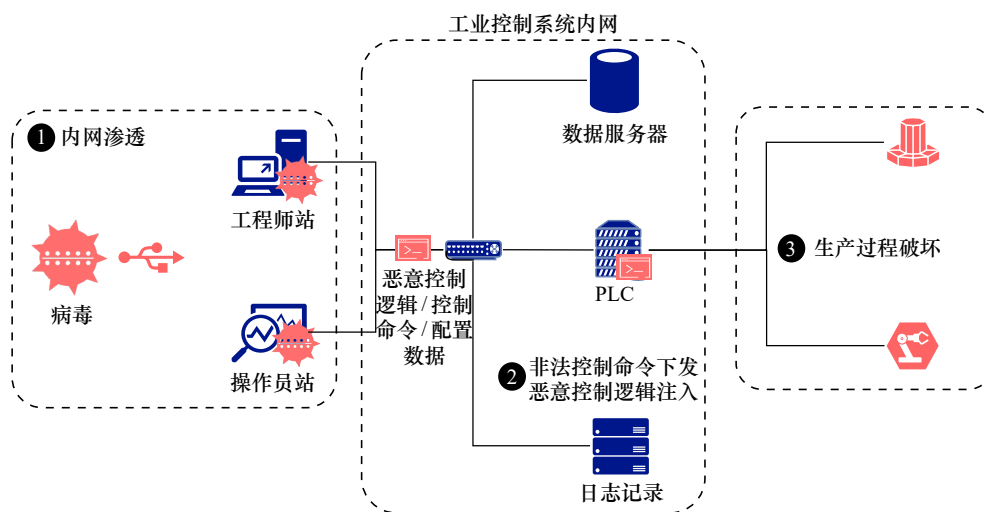 工业控制系统内网
1 内网渗透
工程师站
病毒
操作员站
恶意控制
逻辑/控制
命令/配置
数据
数据服务器
PLC
2 非法控制命令下发
恶意控制逻辑注入
日志记录
3 生产过程破坏